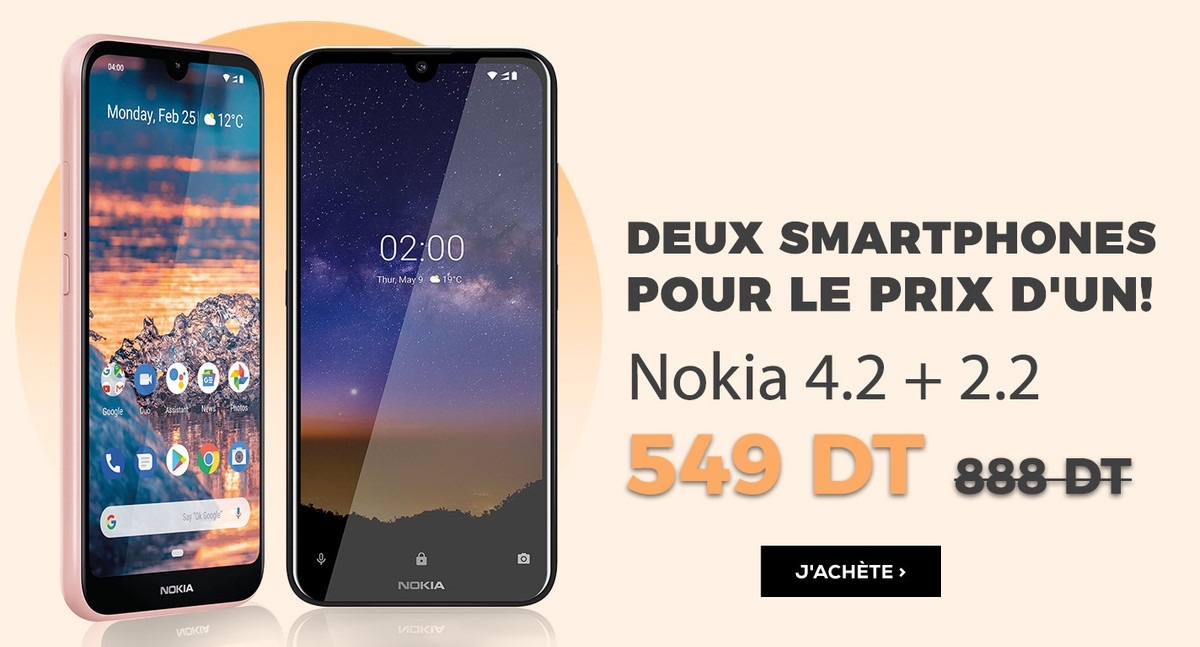 04:00
Monday, Feb 25 12°C
Google Duo Assistant News Photos
Say "Ok Google"
NOKIA
02:00
Thur, May 9 19°C
NOKIA
DEUX SMARTPHONES
POUR LE PRIX D'UN!
Nokia 4.2 + 2.2
549 DT 888 DT
J'ACHÈTE ›